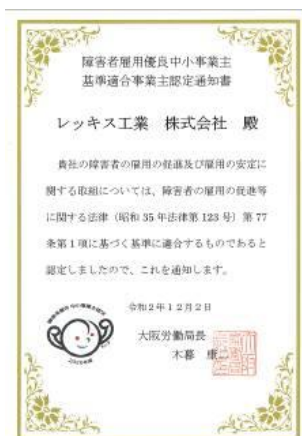 障害者雇用優良中小事業主
基準適合事業主認定通知書
レッキス工業　株式会社　殿
貴社の障害者の雇用の促進及び雇用の安定に
関する取組については、障害者の雇用の促進等
に関する法律（昭和35年法律第123号）第77
条第1項に基づく基準に適合するものであると
認定しましたので、これを通知します。
令和2年12月2日
大阪労働局長
木暮　康二